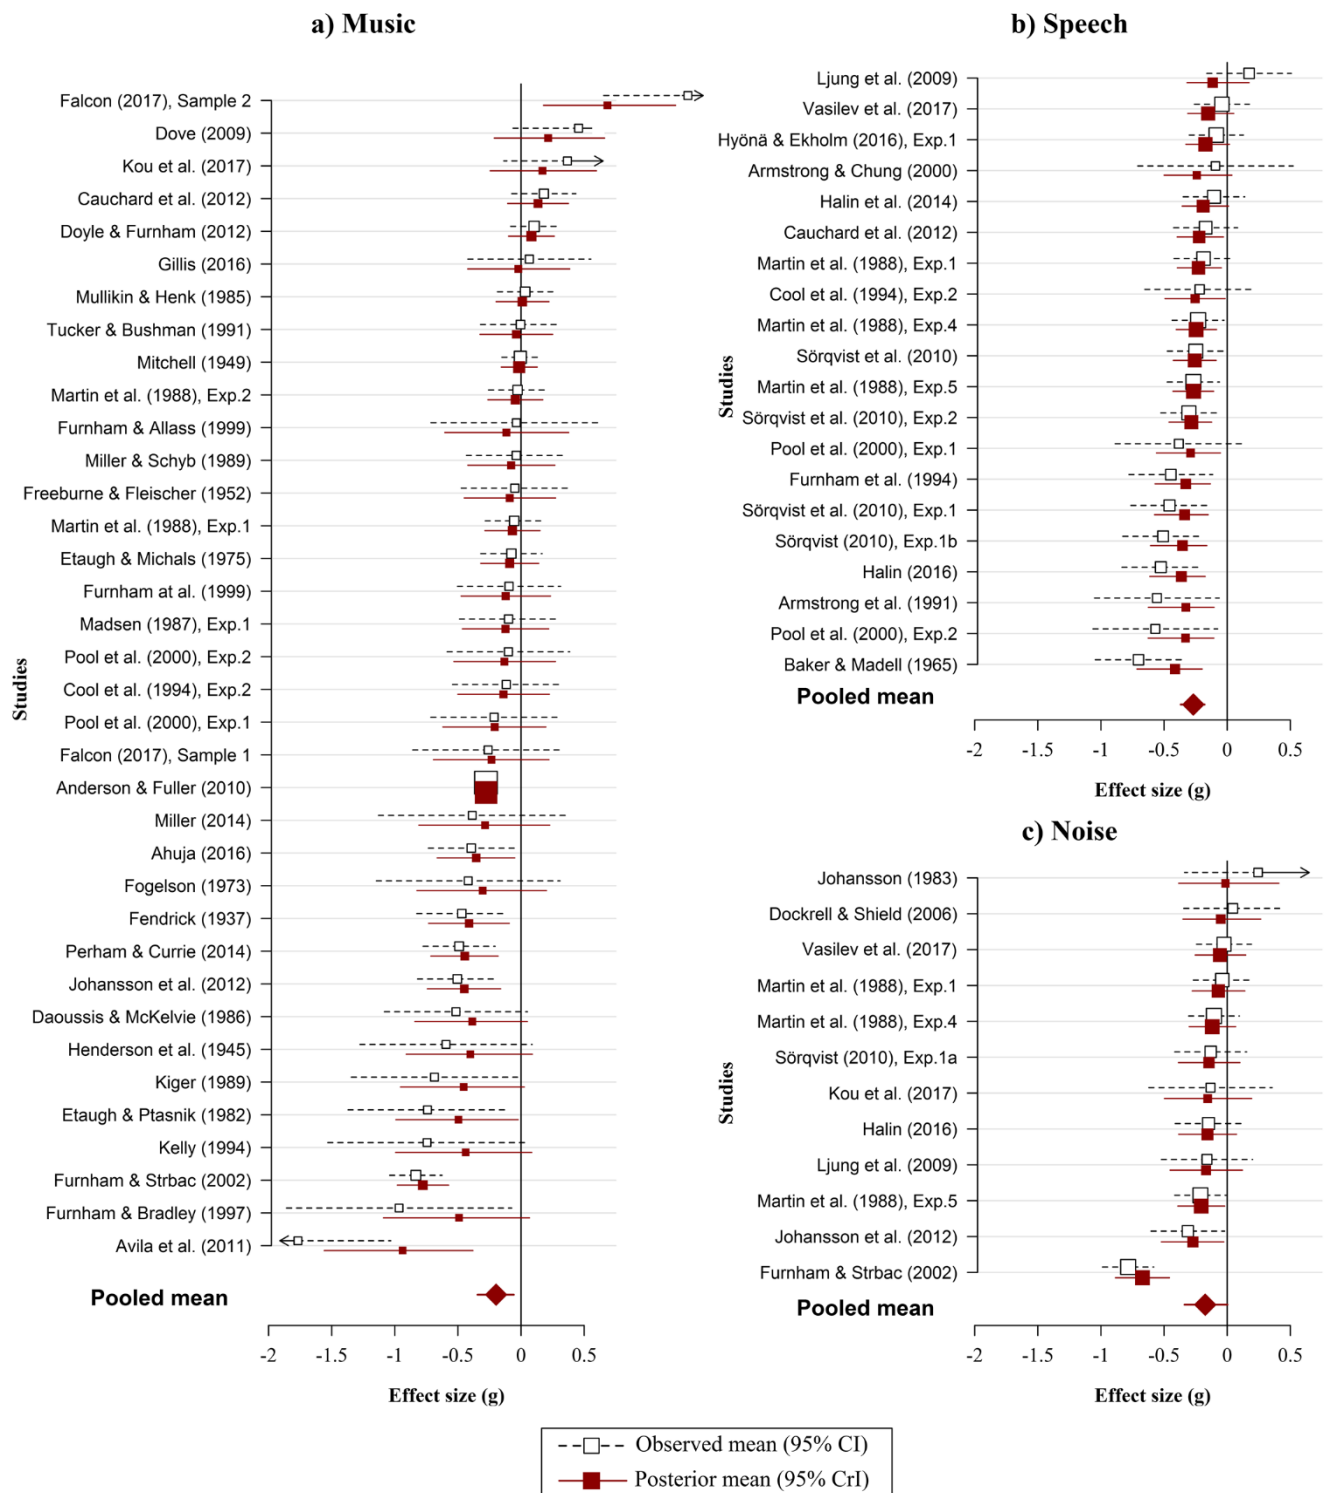 a) Music
Falcon (2017), Sample 2
Dove (2009)
Kou et al. (2017)
Cauchard et al. (2012)
Doyle & Furnham (2012)
Gillis (2016)
Mullikin & Henk (1985)
Tucker & Bushman (1991)
Mitchell (1949)
Martin et al. (1988), Exp.2
Furnham & Allass (1999)
Miller & Schyb (1989)
Freeburne & Fleischer (1952)
Martin et al. (1988), Exp.1
Etaugh & Michals (1975)
Furnham at al. (1999)
Madsen (1987), Exp.1
Pool et al. (2000), Exp.2
Cool et al. (1994), Exp.2
Pool et al. (2000), Exp.1
Falcon (2017), Sample 1
Anderson & Fuller (2010)
Miller (2014)
Ahuja (2016)
Fogelson (1973)
Fendrick (1937)
Perham & Currie (2014)
Johansson et al. (2012)
Daoussis & McKelvie (1986)
Henderson et al. (1945)
Kiger (1989)
Etaugh & Ptasnik (1982)
Kelly (1994)
Furnham & Strbac (2002)
Furnham & Bradley (1997)
Avila et al. (2011)
Pooled mean
Studies
-2 -1.5 -1 -0.5 0 0.5
Effect size (g)
b) Speech
Ljung et al. (2009)
Vasilev et al. (2017)
Hyönä & Ekholm (2016), Exp.1
Armstrong & Chung (2000)
Halin et al. (2014)
Cauchard et al. (2012)
Martin et al. (1988), Exp.1
Cool et al. (1994), Exp.2
Martin et al. (1988), Exp.4
Sörqvist et al. (2010)
Martin et al. (1988), Exp.5
Sörqvist et al. (2010), Exp.2
Pool et al. (2000), Exp.1
Furnham et al. (1994)
Sörqvist et al. (2010), Exp.1
Sörqvist (2010), Exp.1b
Halin (2016)
Armstrong et al. (1991)
Pool et al. (2000), Exp.2
Baker & Madell (1965)
Pooled mean
Studies
-2 -1.5 -1 -0.5 0 0.5
Effect size (g)
c) Noise
Johansson (1983)
Dockrell & Shield (2006)
Vasilev et al. (2017)
Martin et al. (1988), Exp.1
Martin et al. (1988), Exp.4
Sörqvist (2010), Exp.1a
Kou et al. (2017)
Halin (2016)
Ljung et al. (2009)
Martin et al. (1988), Exp.5
Johansson et al. (2012)
Furnham & Strbac (2002)
Pooled mean
Studies
-2 -1.5 -1 -0.5 0 0.5
Effect size (g)
Observed mean (95% CI)
Posterior mean (95% CrI)